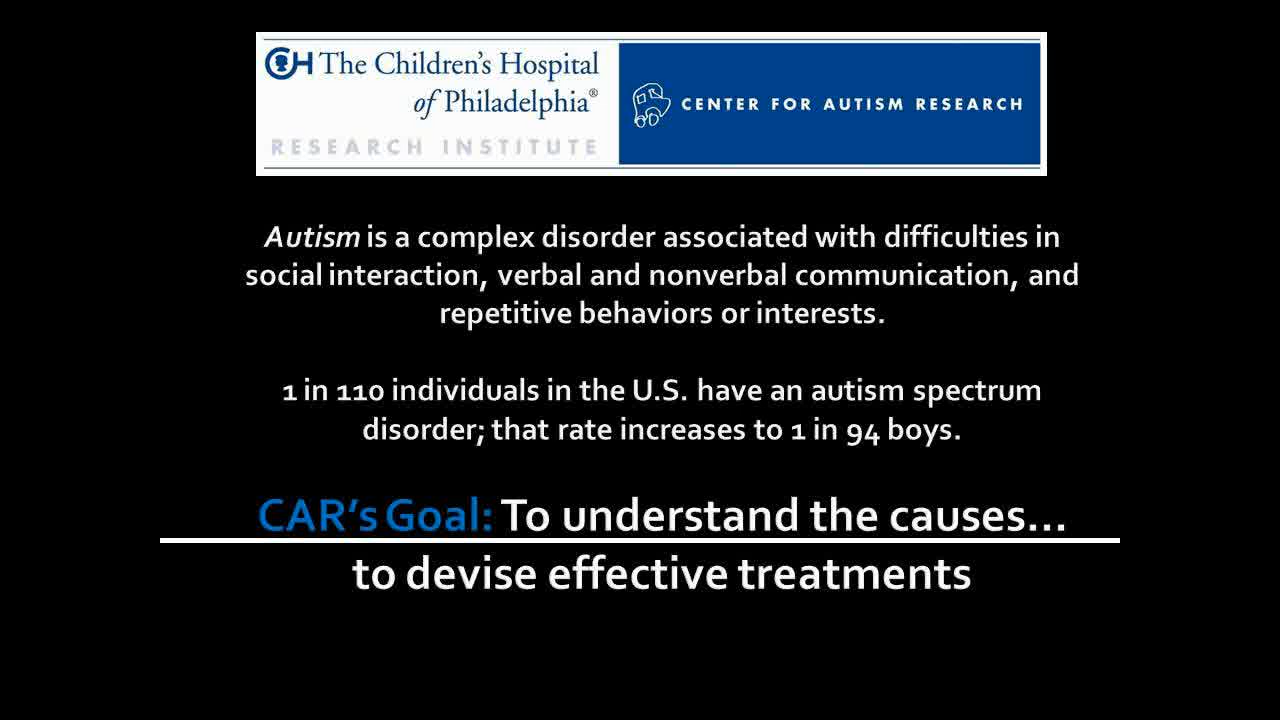 CH The Children's Hospital
of Philadelphia®
RESEARCH INSTITUTE
CENTER FOR AUTISM RESEARCH
Autism is a complex disorder associated with difficulties in
social interaction, verbal and nonverbal communication, and
repetitive behaviors or interests.
1 in 110 individuals in the U.S. have an autism spectrum
disorder; that rate increases to 1 in 94 boys.
CAR's Goal: To understand the causes...
to devise effective treatments